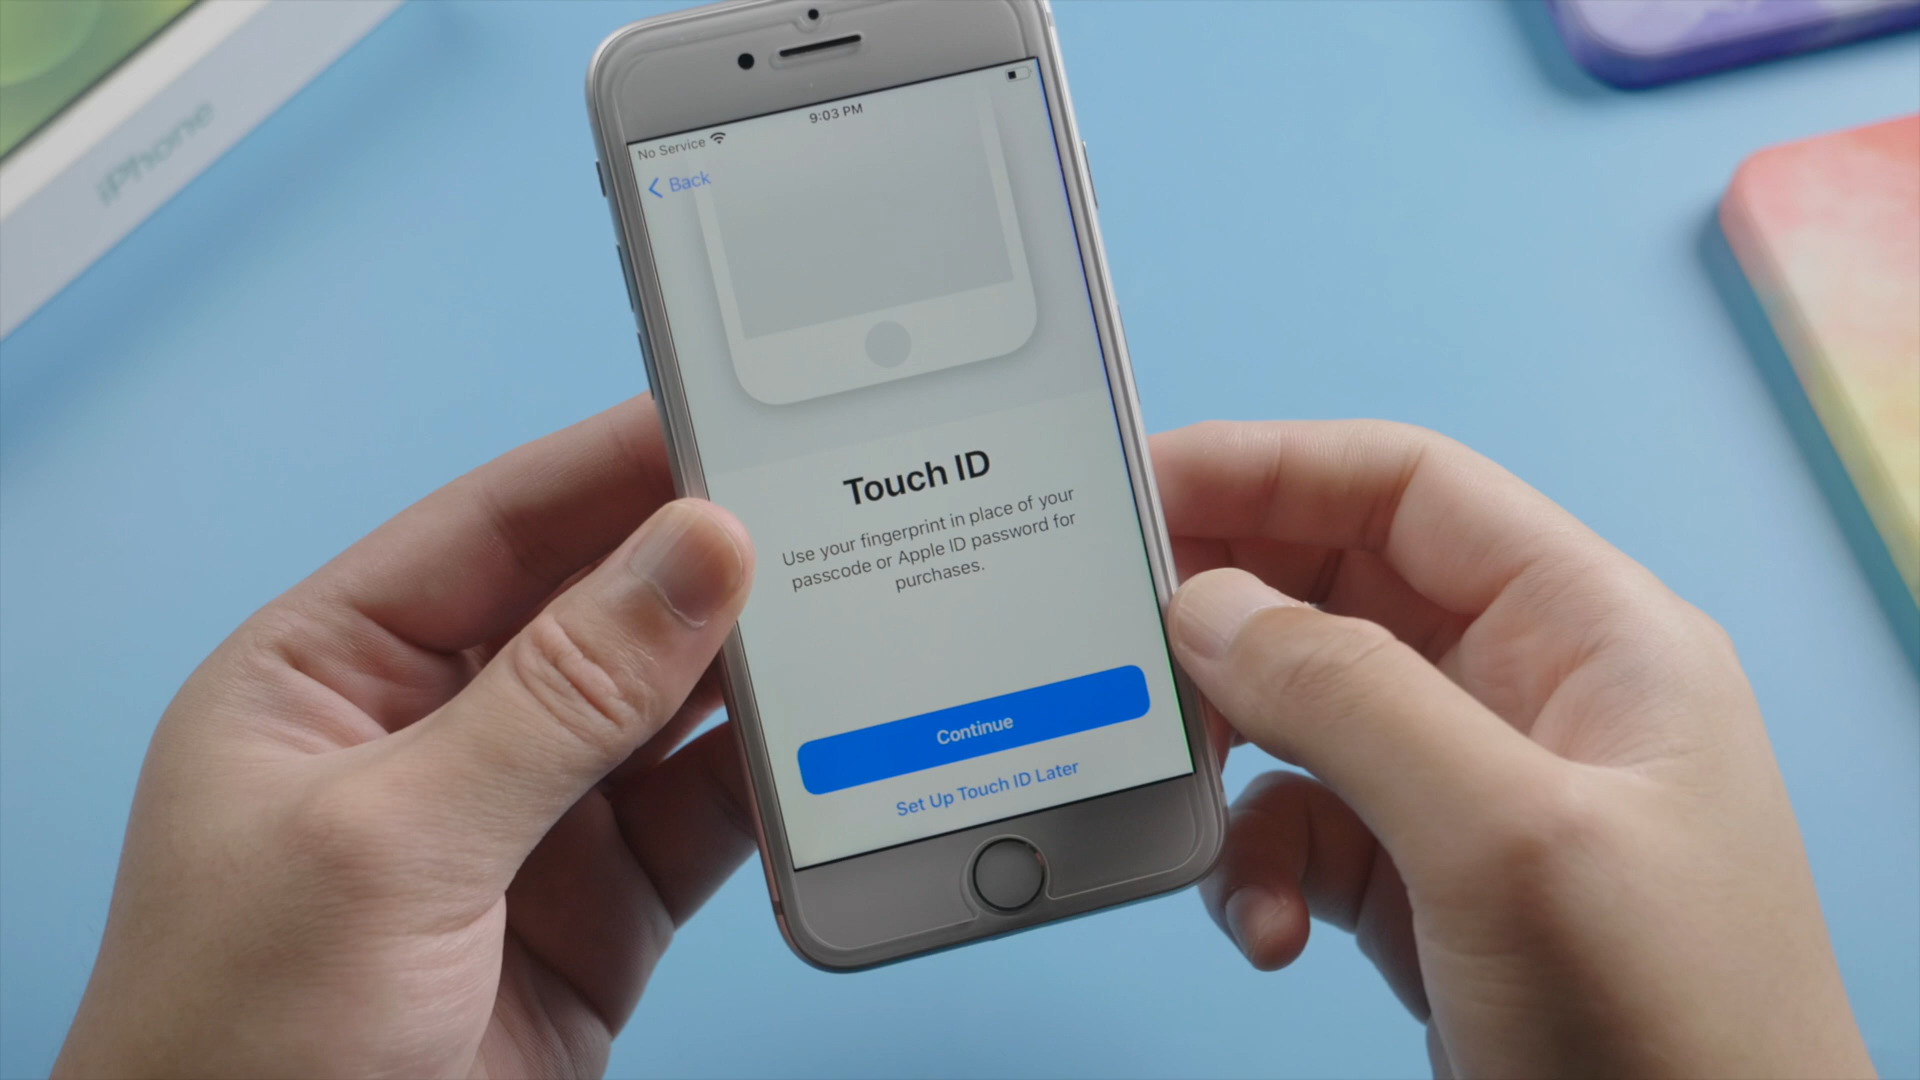 iPhone
9:03 PM
No Service
Back
Touch ID
Use your fingerprint in place of your
passcode or Apple ID password for
purchases.
Continue
Set Up Touch ID Later